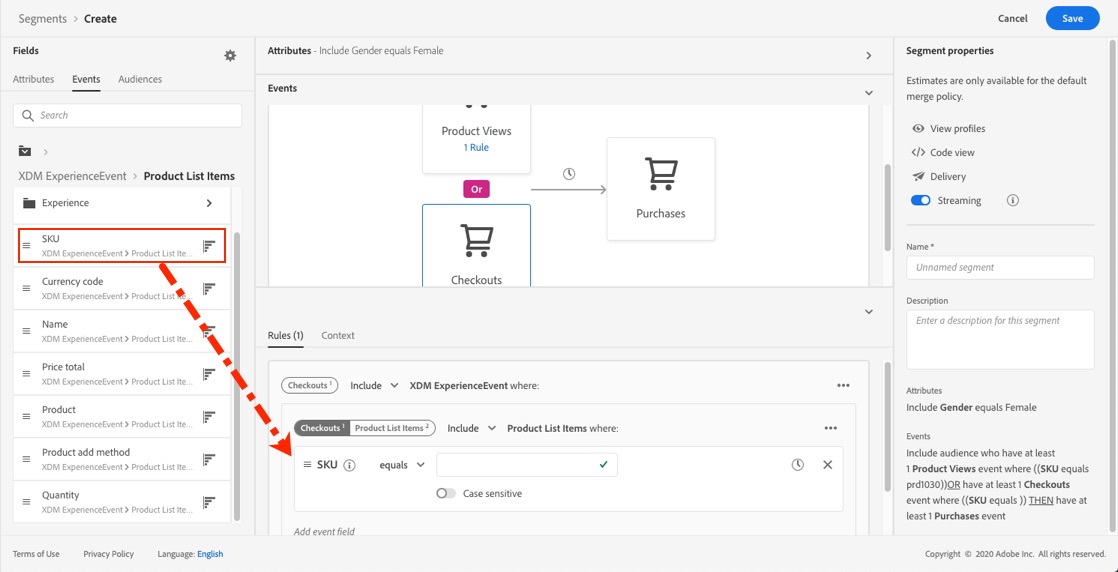 Segments > Create
Cancel
Save
Fields
Attributes
Events
Audiences
Search
XDM ExperienceEvent > Product List Items
Experience
SKU
XDM ExperienceEvent > Product List Ite...
Currency code
XDM ExperienceEvent > Product List Ite...
Name
XDM ExperienceEvent > Product List Ite...
Price total
XDM ExperienceEvent > Product List Ite...
Product
XDM ExperienceEvent > Product List Ite...
Product add method
XDM ExperienceEvent > Product List Ite...
Quantity
XDM ExperienceEvent > Product List Ite...
Attributes - Include Gender equals Female
Events
Product Views
1 Rule
Or
Checkouts
Purchases
Rules (1)
Context
Checkouts 1
Include
XDM ExperienceEvent where:
Checkouts 1
Product List Items 2
Include
Product List Items where:
SKU
equals
Case sensitive
Add event field
Segment properties
Estimates are only available for the default
merge policy.
View profiles
</> Code view
Delivery
Streaming
Name *
Unnamed segment
Description
Enter a description for this segment
Attributes
Include Gender equals Female
Events
Include audience who have at least
1 Product Views event where ((SKU equals
prd1030))OR have at least 1 Checkouts
event where ((SKU equals )) THEN have at
least 1 Purchases event
Terms of Use
Privacy Policy
Language: English
Copyright © 2020 Adobe Inc. All rights reserved.